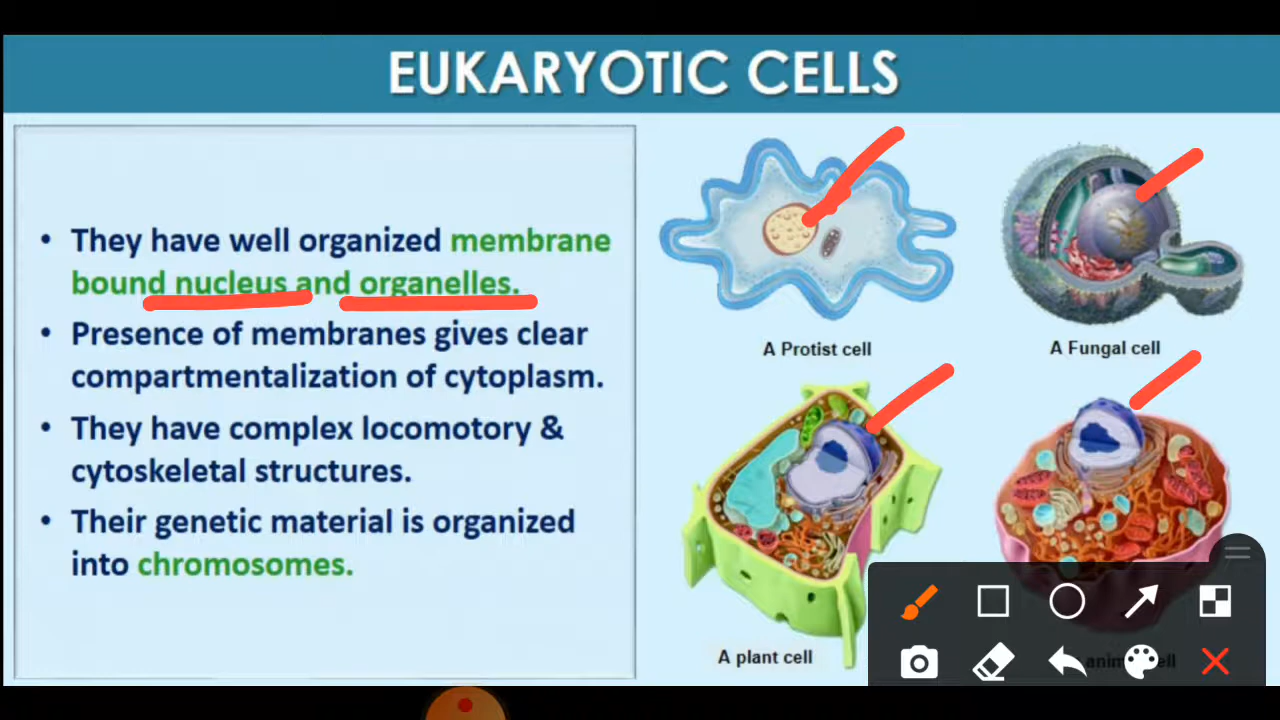 EUKARYOTIC CELLS
• They have well organized membrane
bound nucleus and organelles.
• Presence of membranes gives clear
compartmentalization of cytoplasm.
• They have complex locomotory &
cytoskeletal structures.
• Their genetic material is organized
into chromosomes.
A Protist cell
A Fungal cell
A plant cell